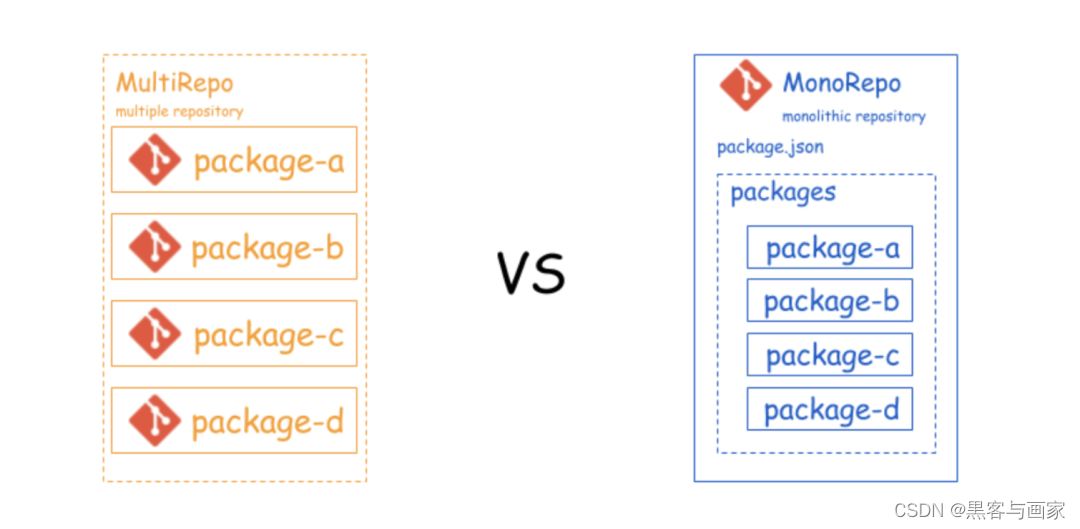 MultiRepo
multiple repository
package-a
package-b
package-c
package-d
VS
MonoRepo
monolithic repository
package.json
packages
package-a
package-b
package-c
package-d
CSDN @黑客与画家